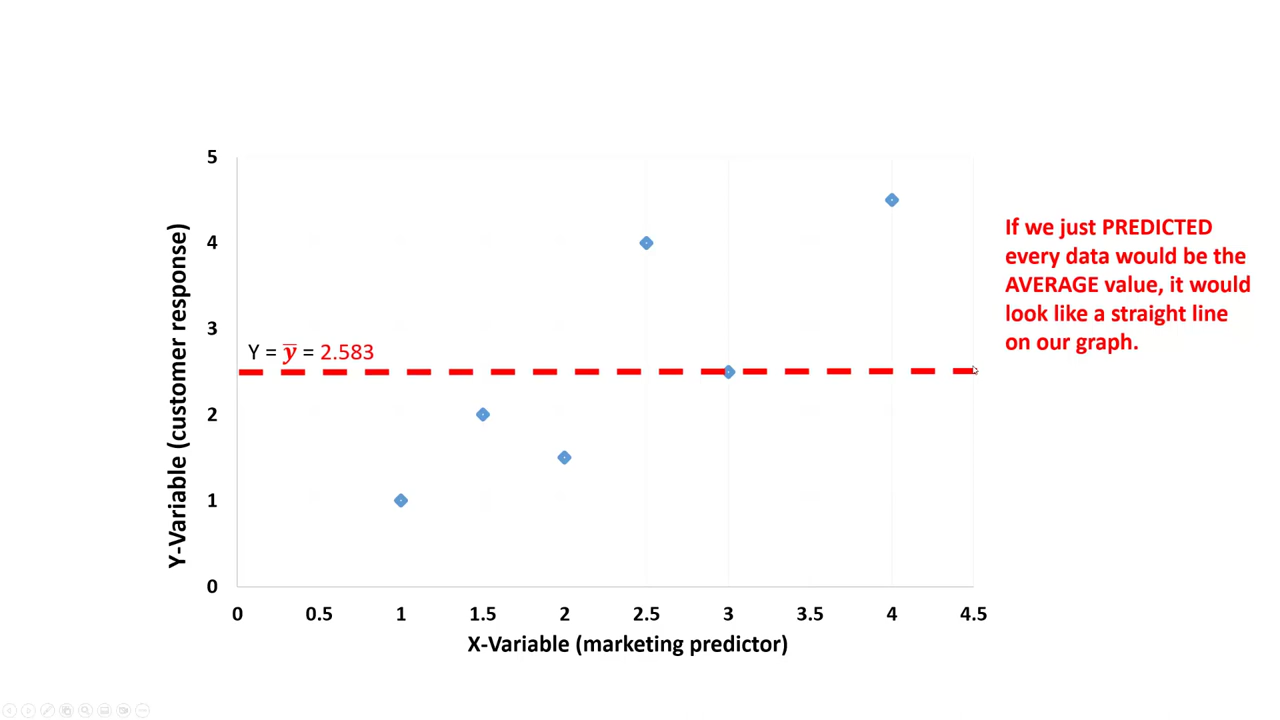 5
4
3
2
1
0
Y-Variable (customer response)
Y = y̅ = 2.583
0 0.5 1 1.5 2 2.5 3 3.5 4 4.5
X-Variable (marketing predictor)
If we just PREDICTED
every data would be the
AVERAGE value, it would
look like a straight line
on our graph.